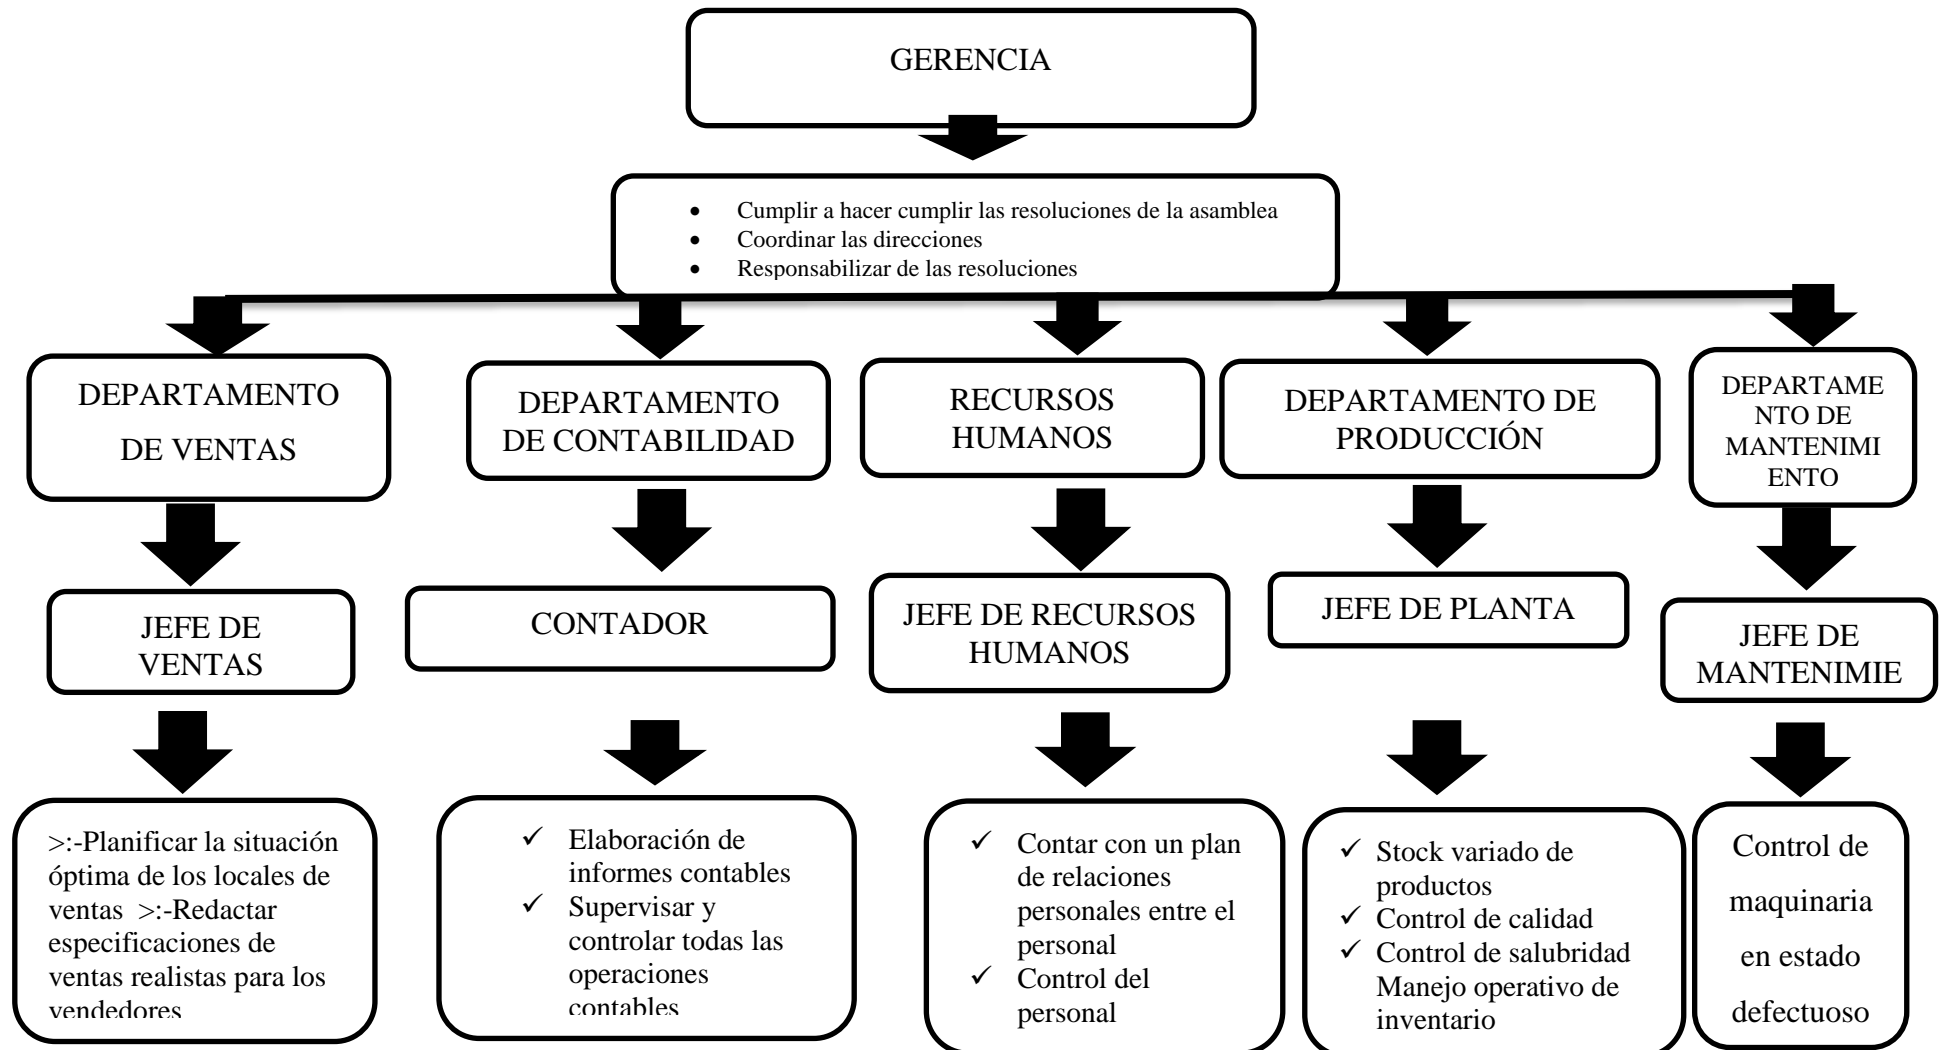 GERENCIA
• Cumplir a hacer cumplir las resoluciones de la asamblea
• Coordinar las direcciones
• Responsabilizar de las resoluciones
DEPARTAMENTO
DE VENTAS
DEPARTAMENTO
DE CONTABILIDAD
RECURSOS
HUMANOS
DEPARTAMENTO DE
PRODUCCIÓN
DEPARTAME
NTO DE
MANTENIMI
ENTO
JEFE DE
VENTAS
CONTADOR
JEFE DE RECURSOS
HUMANOS
JEFE DE PLANTA
JEFE DE
MANTENIMIE
>:-Planificar la situación
óptima de los locales de
ventas >:-Redactar
especificaciones de
ventas realistas para los
vendedores
✓ Elaboración de
informes contables
✓ Supervisar y
controlar todas las
operaciones
contables
✓ Contar con un plan
de relaciones
personales entre el
personal
✓ Control del
personal
✓ Stock variado de
productos
✓ Control de calidad
✓ Control de salubridad
Manejo operativo de
inventario
Control de
maquinaria
en estado
defectuoso